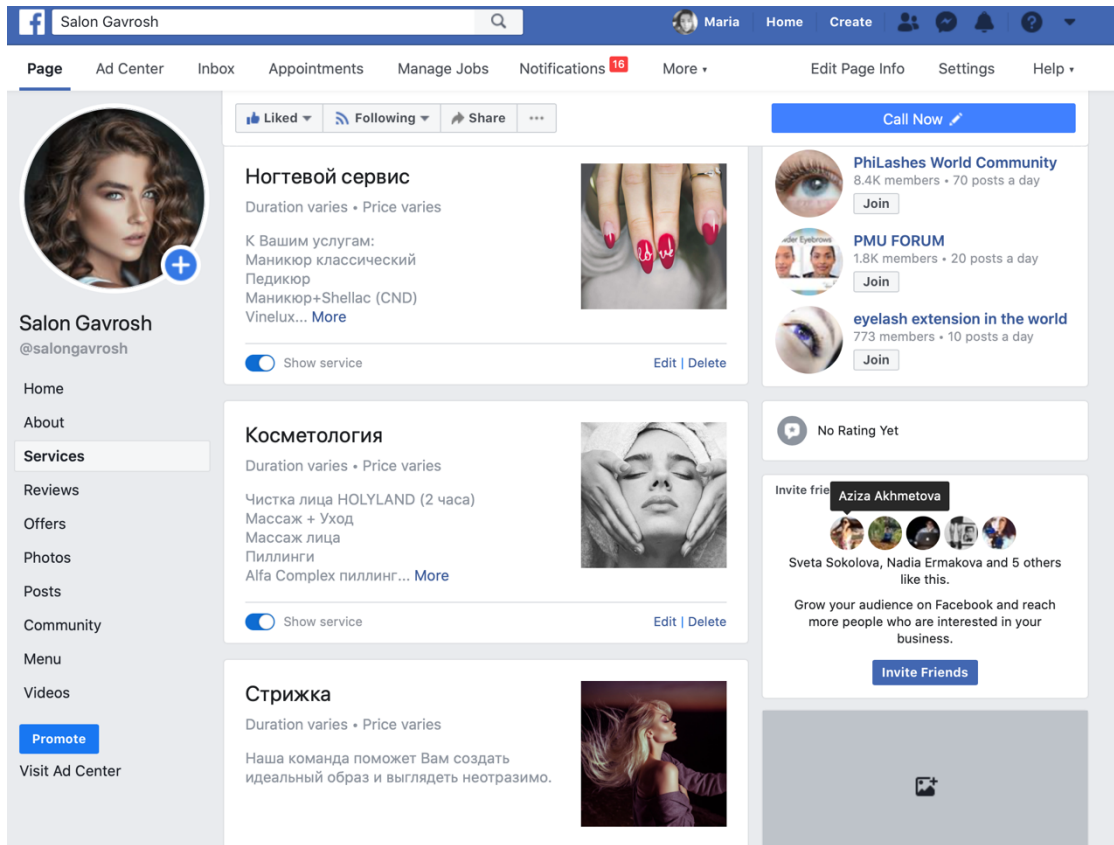 Salon Gavrosh
Maria Home Create
Page Ad Center Inbox Appointments Manage Jobs Notifications 16 More Edit Page Info Settings Help
Liked Following Share ... Call Now
Salon Gavrosh
@salongavrosh
Home
About
Services
Reviews
Offers
Photos
Posts
Community
Menu
Videos
Promote
Visit Ad Center
Ногтевой сервис
Duration varies • Price varies
К Вашим услугам:
Маникюр классический
Педикюр
Маникюр+Shellac (CND)
Vinelux... More
Show service Edit | Delete
Косметология
Duration varies • Price varies
Чистка лица HOLYLAND (2 часа)
Массаж + Уход
Массаж лица
Пиллинги
Alfa Complex пиллинг... More
Show service Edit | Delete
Стрижка
Duration varies • Price varies
Наша команда поможет Вам создать
идеальный образ и выглядеть неотразимо.
PhiLashes World Community
8.4K members • 70 posts a day
Join
PMU FORUM
1.8K members • 20 posts a day
Join
eyelash extension in the world
773 members • 10 posts a day
Join
No Rating Yet
Invite frie
Aziza Akhmetova
Sveta Sokolova, Nadia Ermakova and 5 others
like this.
Grow your audience on Facebook and reach
more people who are interested in your
business.
Invite Friends